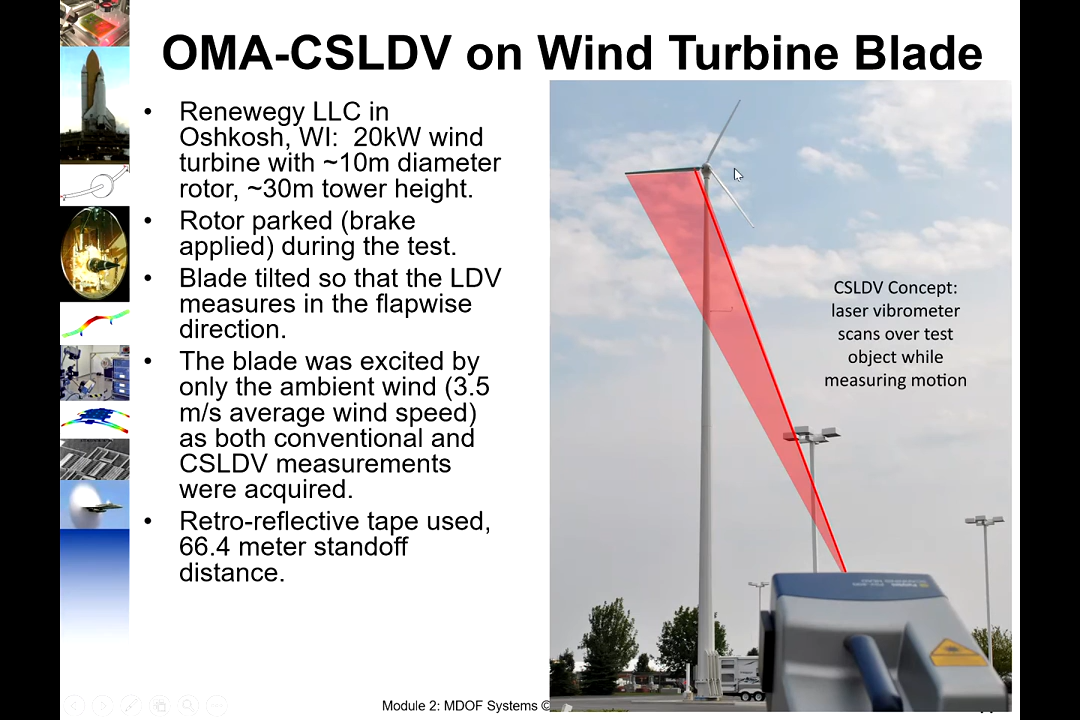 OMA-CSLDV on Wind Turbine Blade
• Renewegy LLC in
Oshkosh, WI:  20kW wind
turbine with ~10m diameter
rotor, ~30m tower height.
• Rotor parked (brake
applied) during the test.
• Blade tilted so that the LDV
measures in the flapwise
direction.
• The blade was excited by
only the ambient wind (3.5
m/s average wind speed)
as both conventional and
CSLDV measurements
were acquired.
• Retro-reflective tape used,
66.4 meter standoff
distance.
CSLDV Concept:
laser vibrometer
scans over test
object while
measuring motion
Module 2: MDOF Systems ©